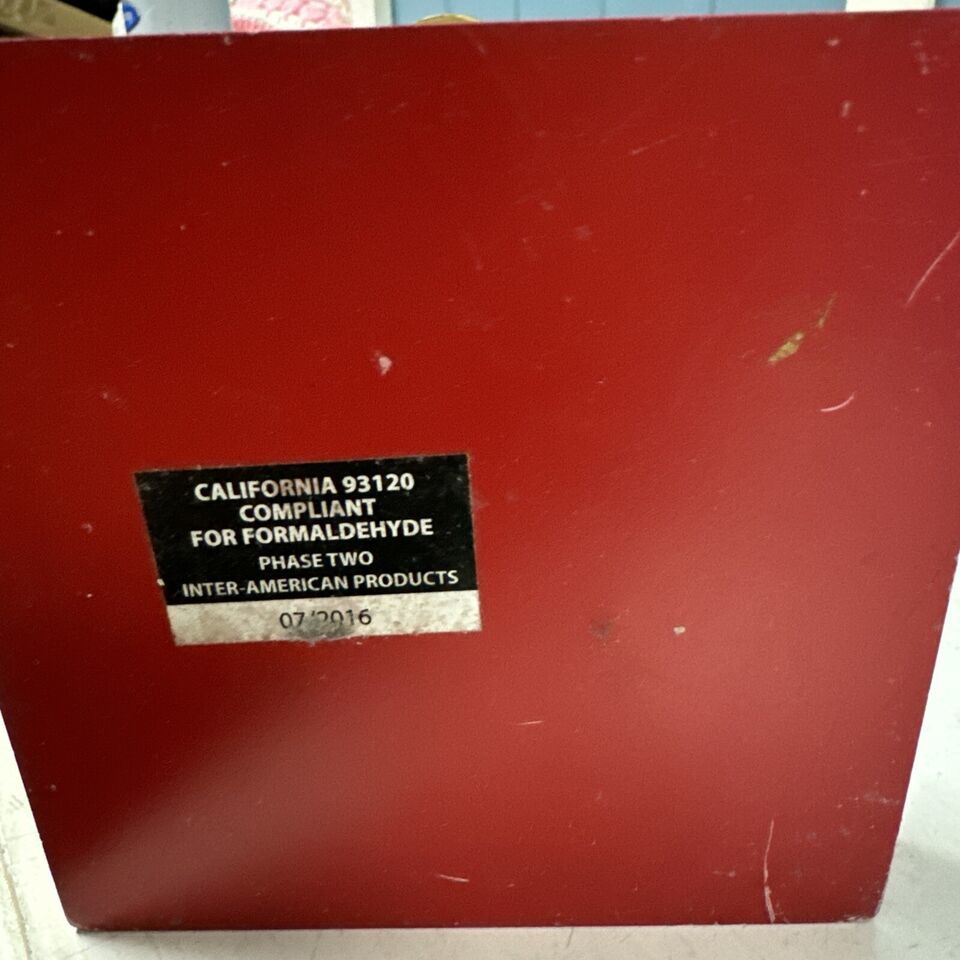 CALIFORNIA 93120
COMPLIANT
FOR FORMALDEHYDE
PHASE TWO
INTER-AMERICAN PRODUCTS
07/2016